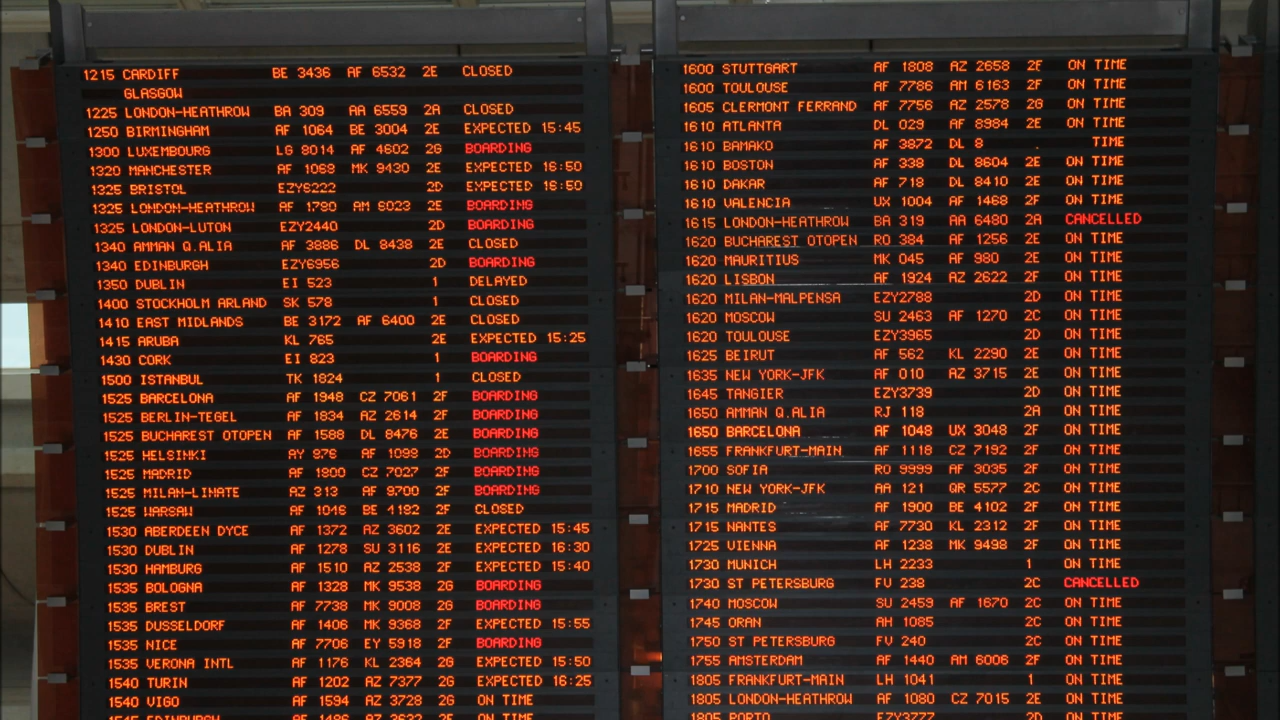 1215 CARDIFF BE 3436 AF 6532 2E CLOSED
GLASGOW
1225 LONDON-HEATHROW BA 309 AA 6559 2A CLOSED
1250 BIRMINGHAM AF 1064 BE 3004 2E EXPECTED 15:45
1300 LUXEMBOURG LG 8014 AF 4602 2G BOARDING
1320 MANCHESTER AF 1069 MK 9430 2E EXPECTED 16:50
1325 BRISTOL EZY6222 2D EXPECTED 16:50
1325 LONDON-HEATHROW AF 1780 AM 6023 2E BOARDING
1325 LONDON-LUTON EZY2440 2D BOARDING
1340 AMMAN Q.ALIA AF 3886 DL 8438 2E CLOSED
1340 EDINBURGH EZY6956 2D BOARDING
1350 DUBLIN EI 523 1 DELAYED
1400 STOCKHOLM ARLAND SK 578 1 CLOSED
1410 EAST MIDLANDS BE 3172 AF 6400 2E CLOSED
1415 ARUBA KL 765 2E EXPECTED 15:25
1430 CORK EI 823 1 BOARDING
1500 ISTANBUL TK 1824 1 CLOSED
1525 BARCELONA AF 1948 CZ 7061 2F BOARDING
1525 BERLIN-TEGEL AF 1834 AZ 2614 2F BOARDING
1525 BUCHAREST OTOPEN AF 1588 DL 8476 2E BOARDING
1525 HELSINKI AY 876 AF 1098 2D BOARDING
1525 MADRID AF 1800 CZ 7027 2F BOARDING
1525 MILAN-LINATE AZ 313 AF 9700 2F BOARDING
1525 WARSAW AF 1046 BE 4192 2F CLOSED
1530 ABERDEEN DYCE AF 1372 AZ 3602 2E EXPECTED 15:45
1530 DUBLIN AF 1278 SU 3116 2E EXPECTED 16:30
1530 HAMBURG AF 1510 AZ 2538 2F EXPECTED 15:40
1535 BOLOGNA AF 1328 MK 9538 2G BOARDING
1535 BREST AF 7738 MK 9008 2G BOARDING
1535 DUSSELDORF AF 1406 MK 9368 2F EXPECTED 15:55
1535 NICE AF 7706 EY 5918 2F BOARDING
1535 VERONA INTL AF 1176 KL 2364 2G EXPECTED 15:50
1540 TURIN AF 1202 AZ 7377 2G EXPECTED 16:25
1540 VIGO AF 1594 AZ 3728 2G ON TIME
1545 EDINBURGH AF 1486 AZ 3622 2E ON TIME
1600 STUTTGART AF 1808 AZ 2658 2F ON TIME
1600 TOULOUSE AF 7786 AM 6163 2F ON TIME
1605 CLERMONT FERRAND AF 7756 AZ 2578 2G ON TIME
1610 ATLANTA DL 029 AF 8984 2E ON TIME
1610 BAMAKO AF 3872 DL 8 TIME
1610 BOSTON AF 338 DL 8604 2E ON TIME
1610 DAKAR AF 718 DL 8410 2E ON TIME
1610 VALENCIA UX 1004 AF 1468 2F ON TIME
1615 LONDON-HEATHROW BA 319 AA 6480 2A CANCELLED
1620 BUCHAREST OTOPEN RO 384 AF 1256 2E ON TIME
1620 MAURITIUS MK 045 AF 980 2E ON TIME
1620 LISBON AF 1924 AZ 2622 2F ON TIME
1620 MILAN-MALPENSA EZY2788 2D ON TIME
1620 MOSCOW SU 2463 AF 1270 2C ON TIME
1620 TOULOUSE EZY3965 2D ON TIME
1625 BEIRUT AF 562 KL 2290 2E ON TIME
1635 NEW YORK-JFK AF 010 AZ 3715 2E ON TIME
1645 TANGIER EZY3739 2D ON TIME
1650 AMMAN Q.ALIA RJ 118 2A ON TIME
1650 BARCELONA AF 1048 UX 3048 2F ON TIME
1655 FRANKFURT-MAIN AF 1118 CZ 7192 2F ON TIME
1700 SOFIA RO 9999 AF 3035 2F ON TIME
1710 NEW YORK-JFK AA 121 QR 5577 2C ON TIME
1715 MADRID AF 1900 BE 4102 2F ON TIME
1715 NANTES AF 7730 KL 2312 2F ON TIME
1725 VIENNA AF 1238 MK 9498 2F ON TIME
1730 MUNICH LH 2233 1 ON TIME
1730 ST PETERSBURG FV 238 2C CANCELLED
1740 MOSCOW SU 2459 AF 1670 2C ON TIME
1745 ORAN AH 1085 2C ON TIME
1750 ST PETERSBURG FV 240 2C ON TIME
1755 AMSTERDAM AF 1440 AM 6006 2F ON TIME
1805 FRANKFURT-MAIN LH 1041 1 ON TIME
1805 LONDON-HEATHROW AF 1080 CZ 7015 2E ON TIME
1805 PORTO EZY3777 2D ON TIME